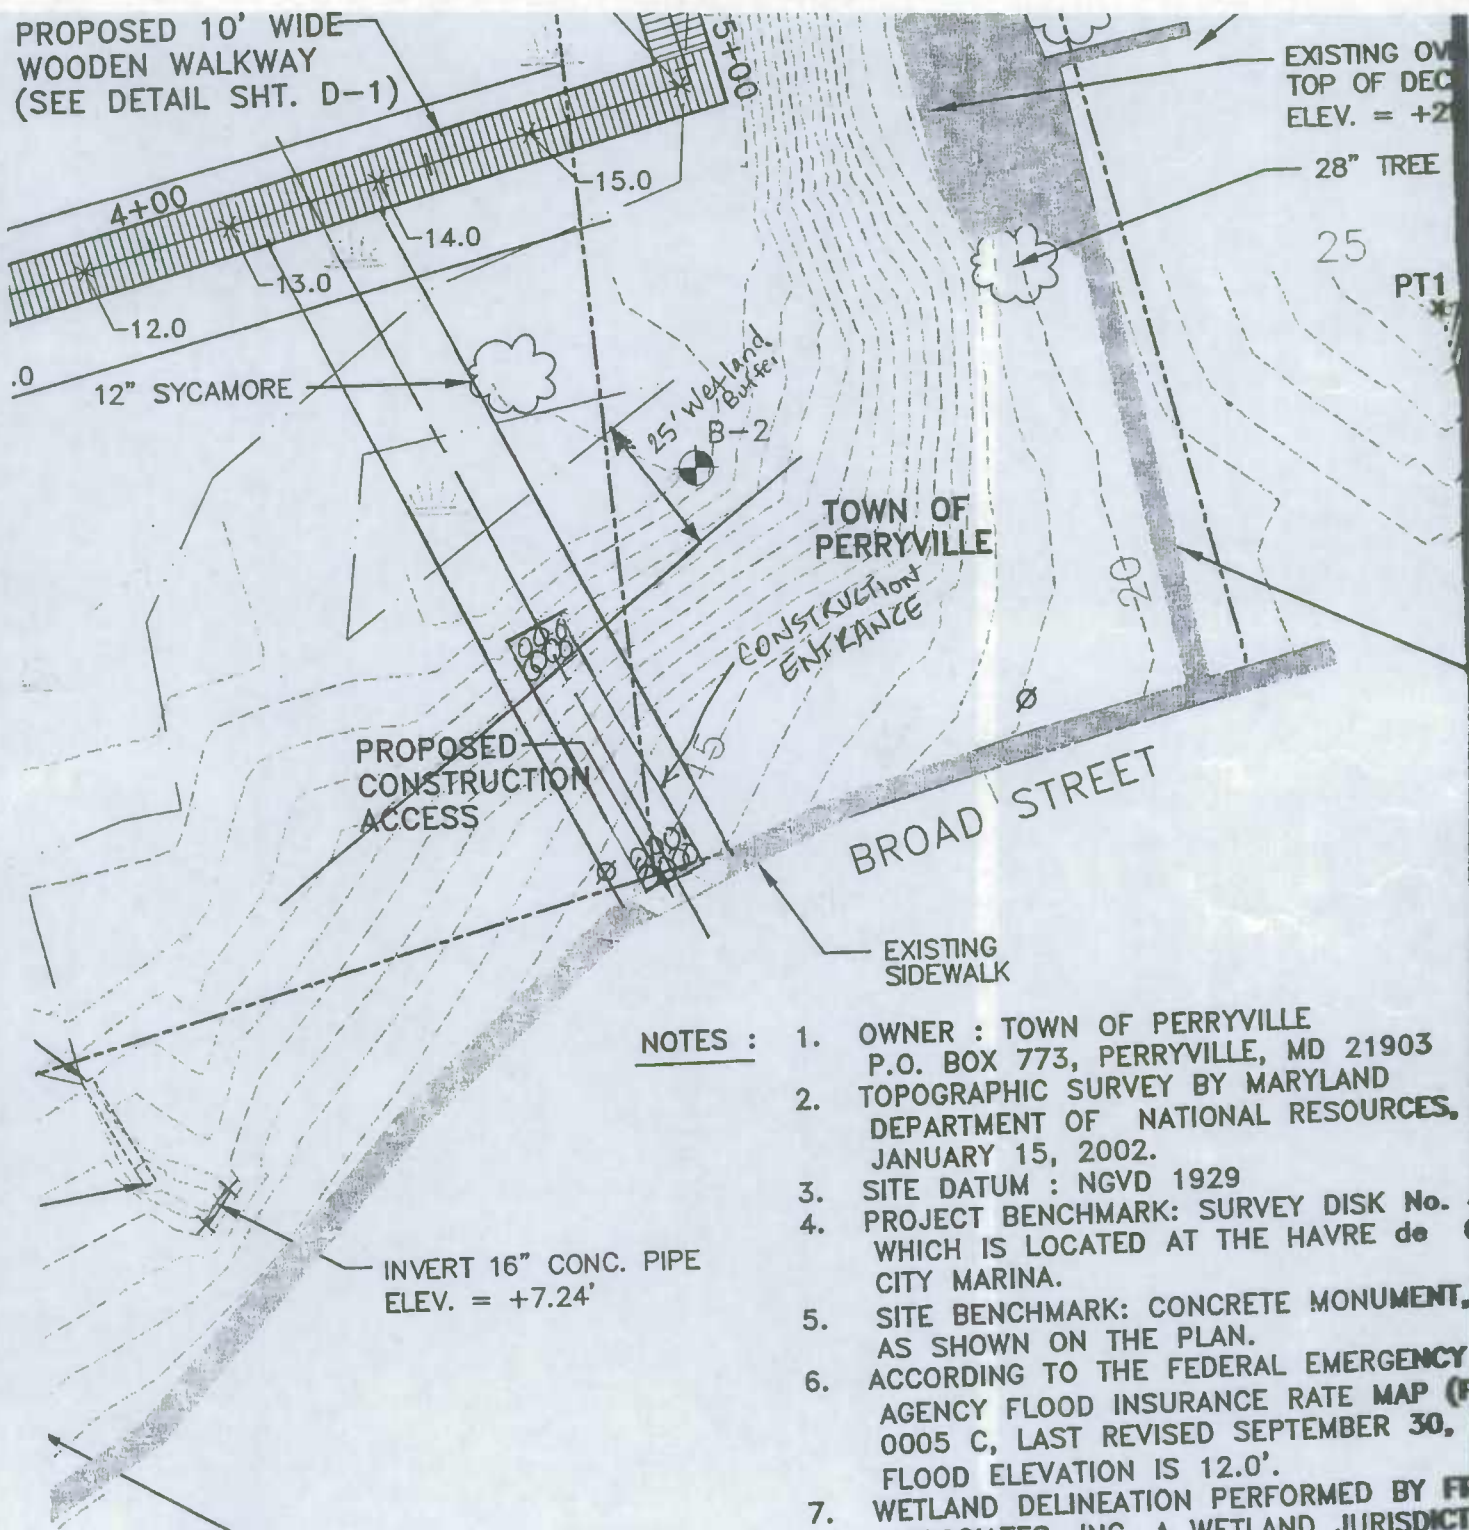 PROPOSED 10' WIDE
WOODEN WALKWAY
(SEE DETAIL SHT. D-1)
5+00
EXISTING
TOP OF
ELEV. =
28" TREE
25
PT1
4+00
15.0
14.0
13.0
12.0
.0
12" SYCAMORE
25' Wetland
Buffer
B-2
TOWN OF
PERRYVILLE
20
CONSTRUCTION
ENTRANCE
PROPOSED
CONSTRUCTION
ACCESS
15
BROAD STREET
EXISTING
SIDEWALK
NOTES : 1. OWNER : TOWN OF PERRYVILLE
P.O. BOX 773, PERRYVILLE, MD 21903
2. TOPOGRAPHIC SURVEY BY MARYLAND
DEPARTMENT OF NATIONAL RESOURCES,
JANUARY 15, 2002.
3. SITE DATUM : NGVD 1929
4. PROJECT BENCHMARK: SURVEY DISK No.
WHICH IS LOCATED AT THE HAVRE de
CITY MARINA.
5. SITE BENCHMARK: CONCRETE MONUMENT,
AS SHOWN ON THE PLAN.
6. ACCORDING TO THE FEDERAL EMERGENCY
AGENCY FLOOD INSURANCE RATE MAP
0005 C, LAST REVISED SEPTEMBER 30,
FLOOD ELEVATION IS 12.0'.
7. WETLAND DELINEATION PERFORMED BY
INC. A WETLAND
INVERT 16" CONC. PIPE
ELEV. = +7.24'